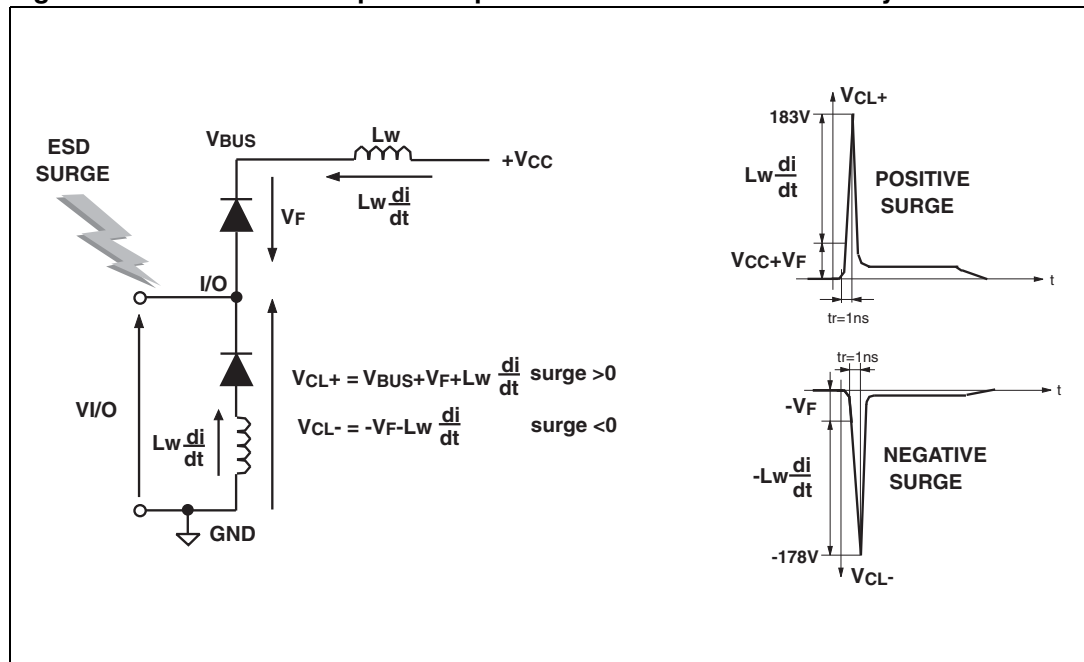 ESD
SURGE
VBUS
Lw
+VCC
Lw di/dt
VF
I/O
VI/O
Lw di/dt
GND
VCL+ = VBUS+VF+Lw di/dt surge >0
VCL- = -VF-Lw di/dt surge <0
VCL+
183V
Lw di/dt
POSITIVE
SURGE
VCC+VF
t
tr=1ns
tr=1ns
t
-VF
-Lw di/dt
NEGATIVE
SURGE
-178V
VCL-